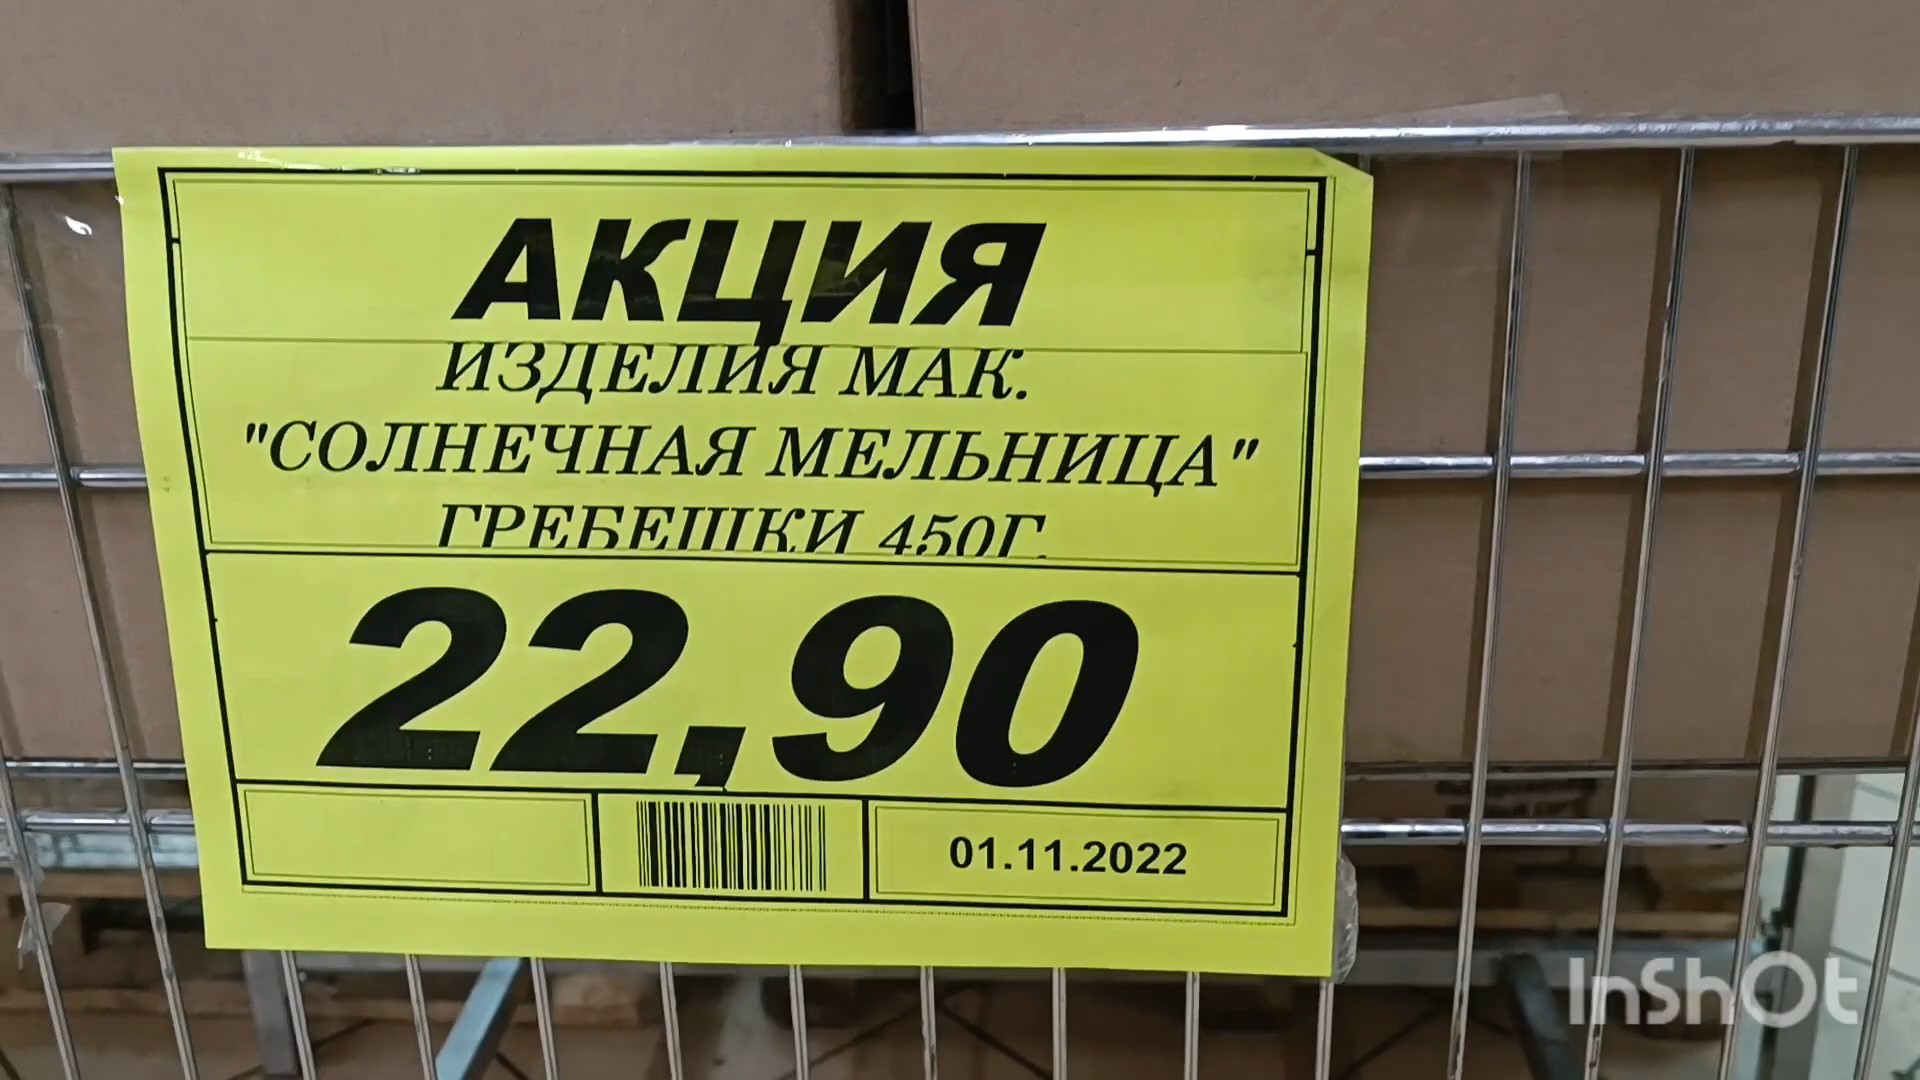 АКЦИЯ
ИЗДЕЛИЯ МАК.
"СОЛНЕЧНАЯ МЕЛЬНИЦА"
ГРЕБЕШКИ 450Г.
22,90
01.11.2022
InShOt